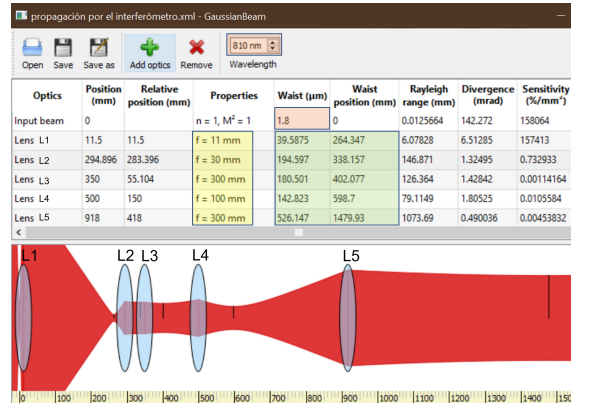 propagación por el interferómetro.xml - GaussianBeam
Open Save Save as Add optics Remove 810 nm Wavelength
Optics Position (mm) Relative position (mm) Properties Waist (µm) Waist position (mm) Rayleigh range (mm) Divergence (mrad) Sensitivity (%/mm²)
Input beam 0 n = 1, M² = 1 1.8 0 0.0125664 142.272 158064
Lens L1 11.5 11.5 f = 11 mm 39.5875 264.347 6.07828 6.51285 157413
Lens L2 294.896 283.396 f = 30 mm 194.597 338.157 146.871 1.32495 0.732933
Lens L3 350 55.104 f = 300 mm 180.501 402.077 126.364 1.42842 0.00114164
Lens L4 500 150 f = 100 mm 142.823 598.7 79.1149 1.80525 0.0105584
Lens L5 918 418 f = 300 mm 526.147 1479.93 1073.69 0.490036 0.00453832
L1 L2 L3 L4 L5
0 100 200 300 400 500 600 700 800 900 1000 1100 1200 1300 1400 150